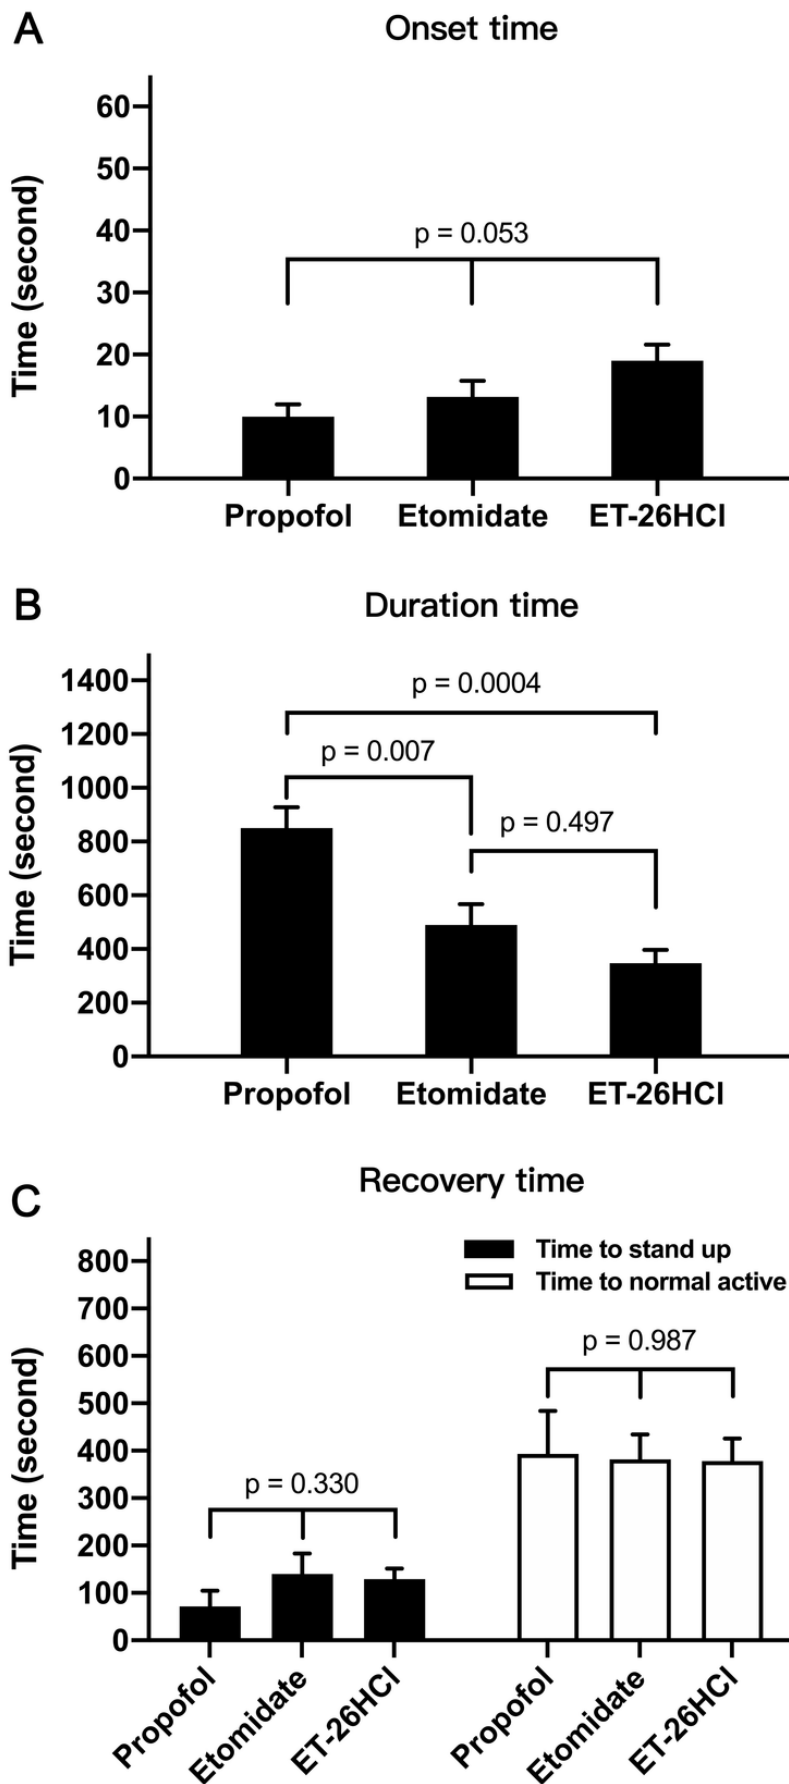 A
Onset time
Time (second)
60
50
40
30
20
10
0
p = 0.053
Propofol
Etomidate
ET-26HCl
B
Duration time
Time (second)
1400
1200
1000
800
600
400
200
0
p = 0.0004
p = 0.007
p = 0.497
Propofol
Etomidate
ET-26HCl
C
Recovery time
Time (second)
800
700
600
500
400
300
200
100
0
Time to stand up
Time to normal active
p = 0.987
p = 0.330
Propofol
Etomidate
ET-26HCl
Propofol
Etomidate
ET-26HCl